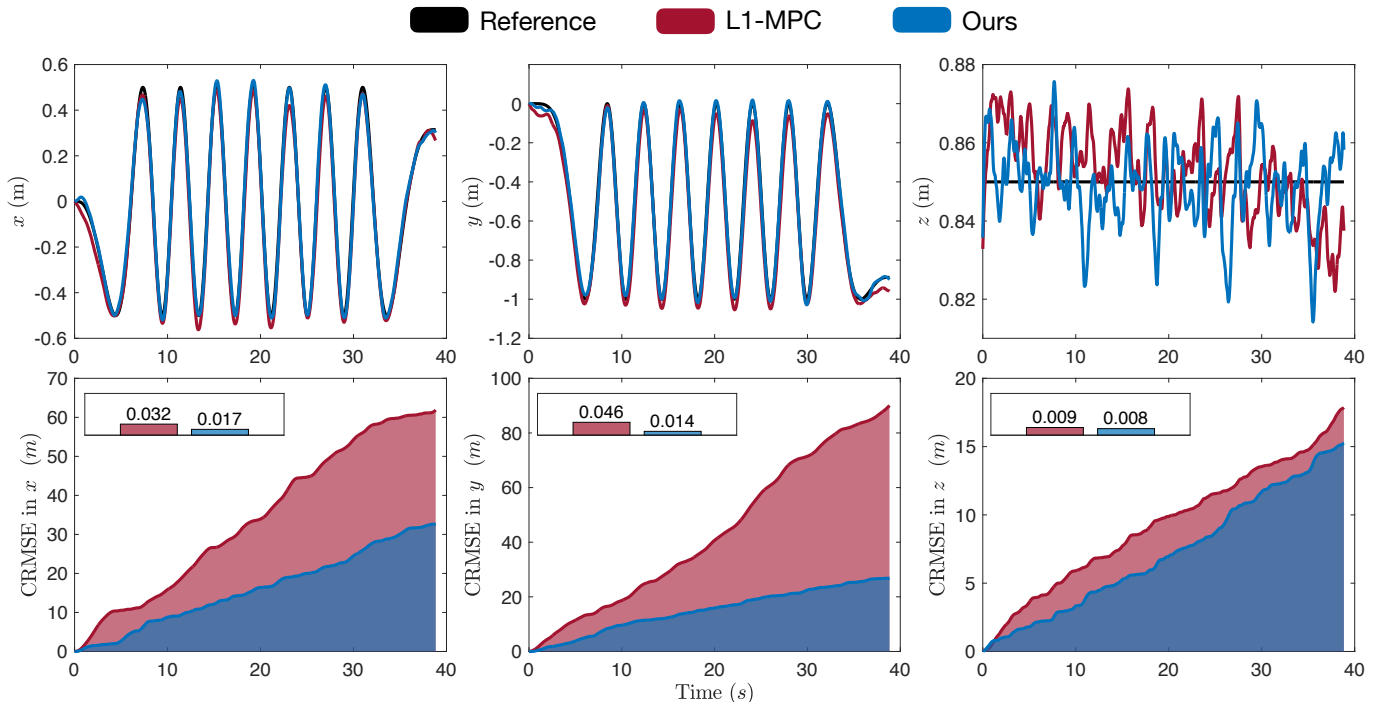 Reference L1-MPC Ours
0.6 0.4 0.2 0 -0.2 -0.4 -0.6
x (m)
0 10 20 30 40
0.2 0 -0.2 -0.4 -0.6 -0.8 -1 -1.2
y (m)
0 10 20 30 40
0.88 0.86 0.84 0.82
z (m)
0 10 20 30 40
70 60 50 40 30 20 10 0
CRMSE in x (m)
0.032 0.017
0 10 20 30 40
100 80 60 40 20 0
CRMSE in y (m)
0.046 0.014
0 10 20 30 40
Time (s)
20 15 10 5 0
CRMSE in z (m)
0.009 0.008
0 10 20 30 40